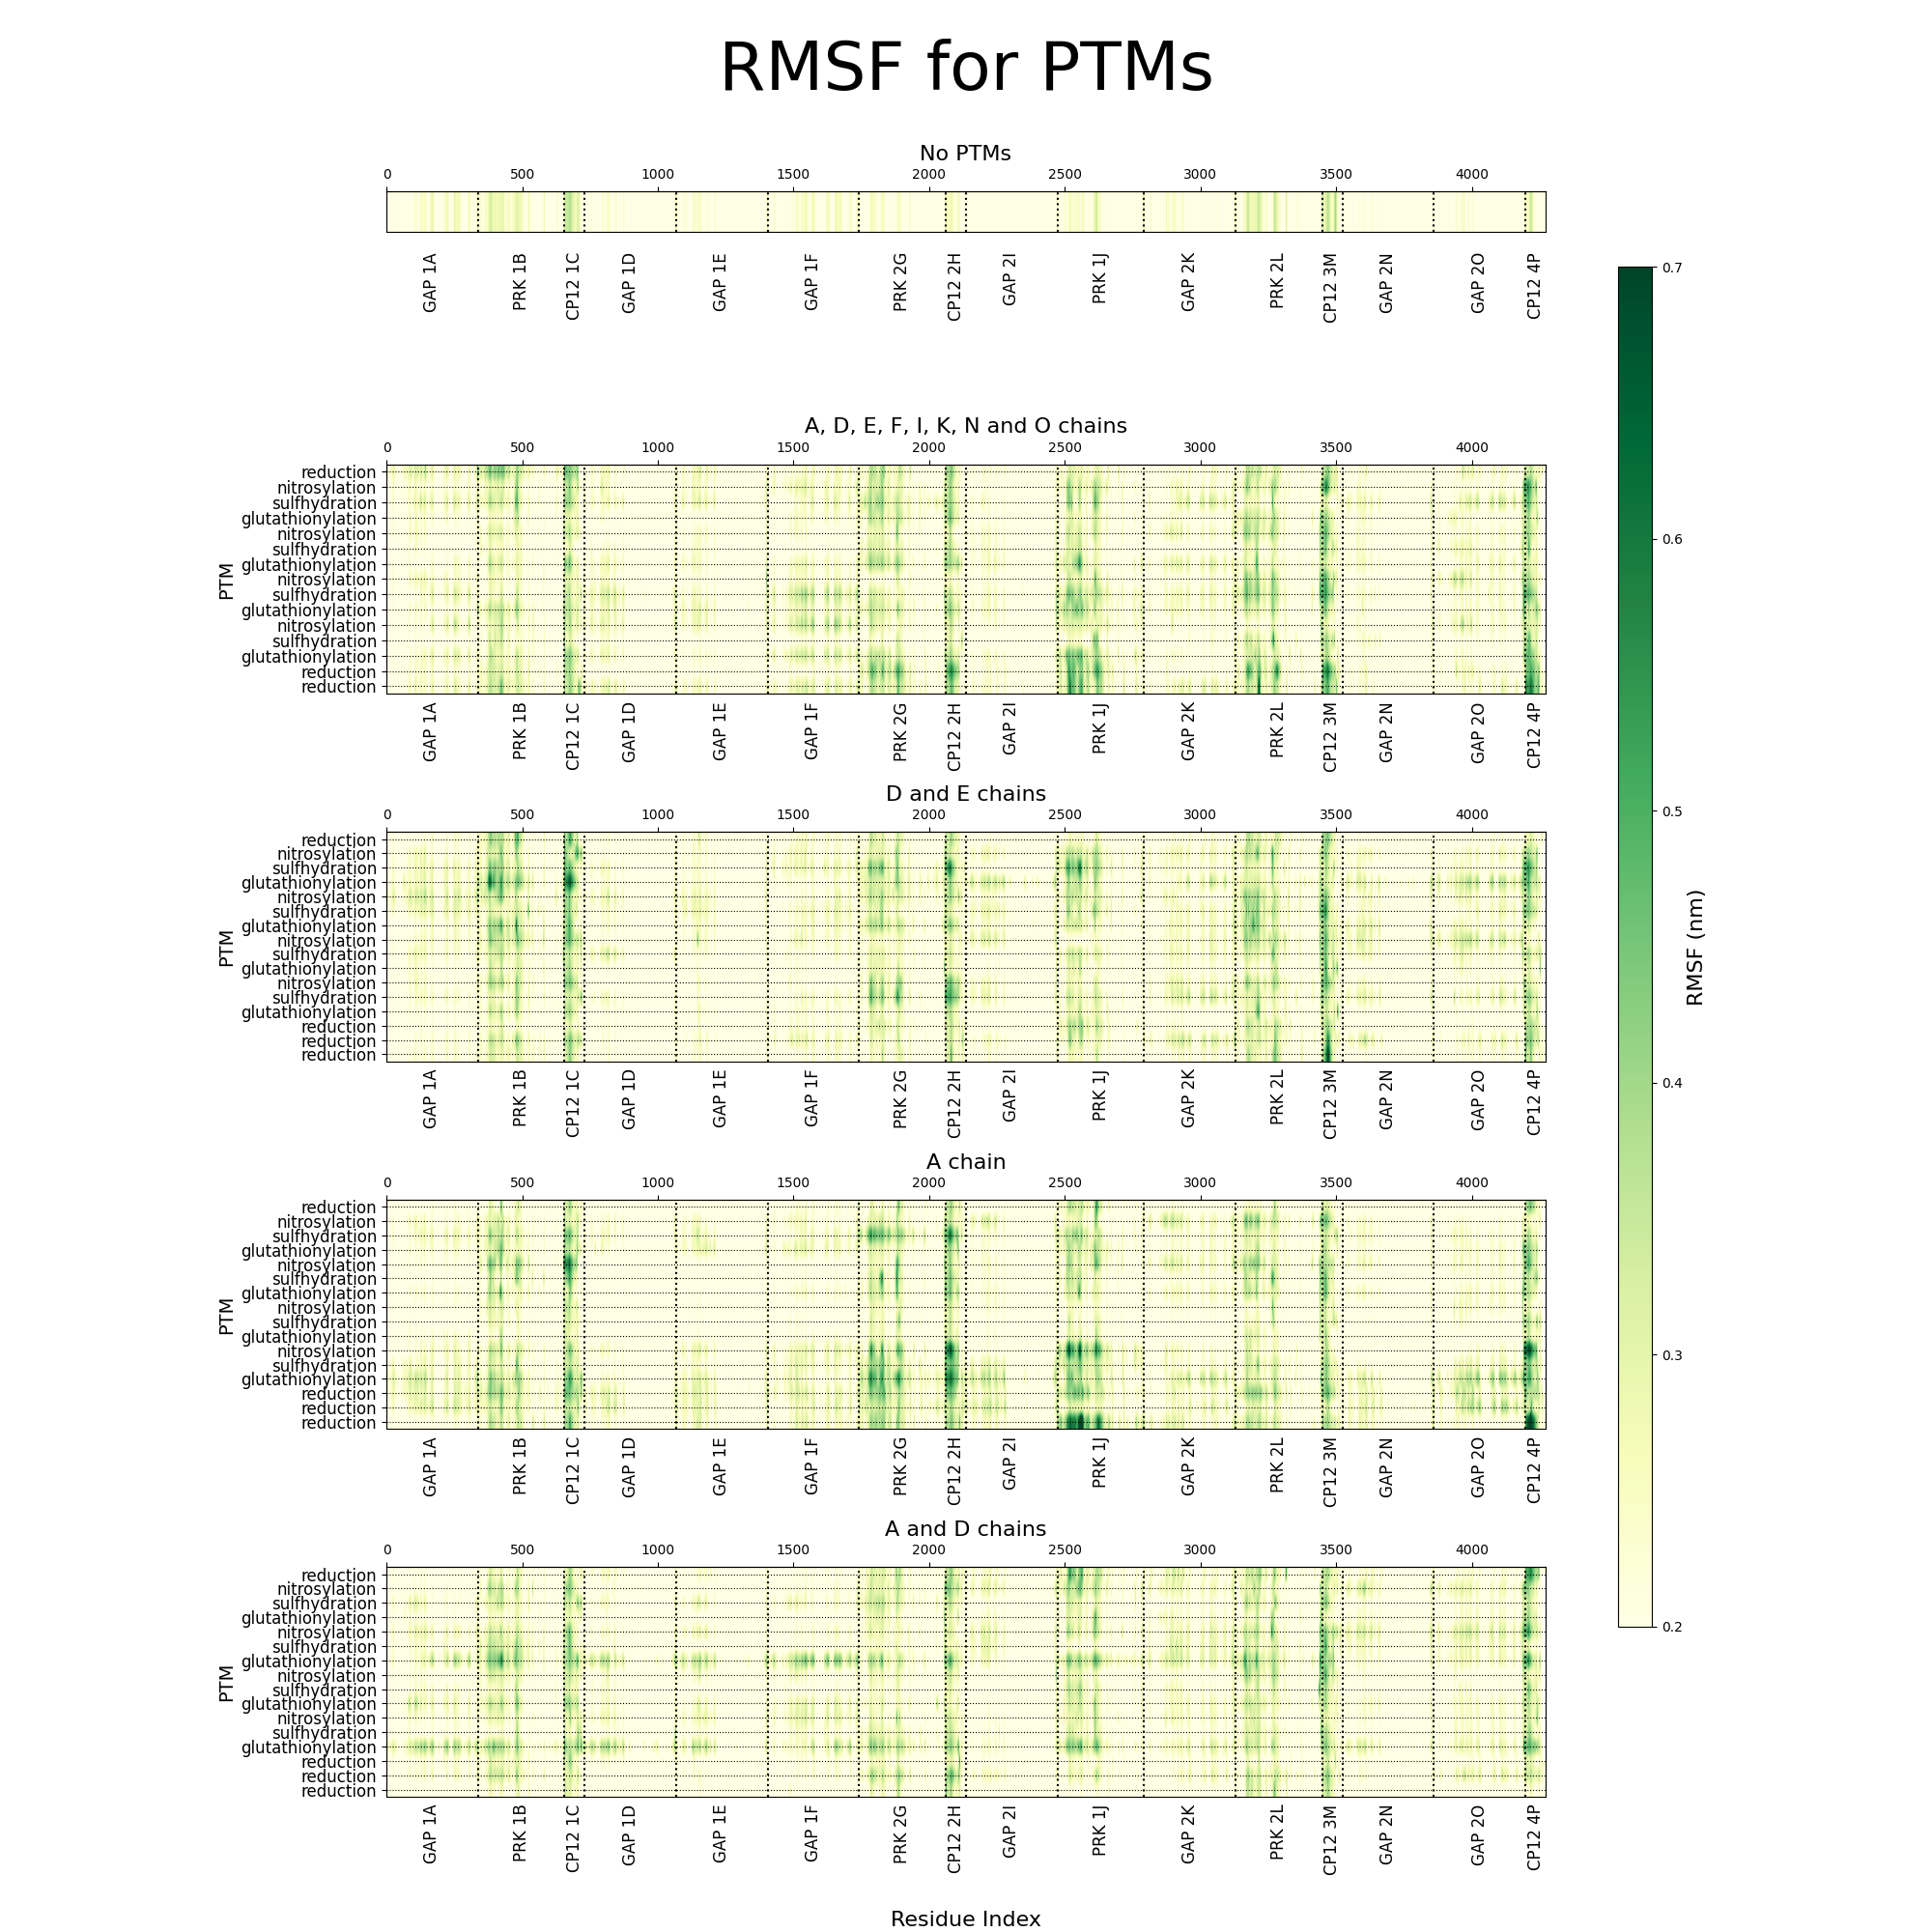 RMSF for PTMs
No PTMs
0 500 1000 1500 2000 2500 3000 3500 4000
GAP 1A PRK 1B CP12 1C GAP 1D GAP 1E GAP 1F PRK 2G CP12 2H GAP 2I PRK 1J GAP 2K PRK 2L CP12 3M GAP 2N GAP 2O CP12 4P
A, D, E, F, I, K, N and O chains
0 500 1000 1500 2000 2500 3000 3500 4000
PTM
reduction
nitrosylation
sulfhydration
glutathionylation
nitrosylation
sulfhydration
glutathionylation
nitrosylation
sulfhydration
glutathionylation
nitrosylation
sulfhydration
glutathionylation
reduction
reduction
GAP 1A PRK 1B CP12 1C GAP 1D GAP 1E GAP 1F PRK 2G CP12 2H GAP 2I PRK 1J GAP 2K PRK 2L CP12 3M GAP 2N GAP 2O CP12 4P
D and E chains
0 500 1000 1500 2000 2500 3000 3500 4000
PTM
reduction
nitrosylation
sulfhydration
glutathionylation
nitrosylation
sulfhydration
glutathionylation
nitrosylation
sulfhydration
glutathionylation
nitrosylation
sulfhydration
glutathionylation
reduction
reduction
reduction
GAP 1A PRK 1B CP12 1C GAP 1D GAP 1E GAP 1F PRK 2G CP12 2H GAP 2I PRK 1J GAP 2K PRK 2L CP12 3M GAP 2N GAP 2O CP12 4P
A chain
0 500 1000 1500 2000 2500 3000 3500 4000
PTM
reduction
nitrosylation
sulfhydration
glutathionylation
nitrosylation
sulfhydration
glutathionylation
nitrosylation
sulfhydration
glutathionylation
nitrosylation
sulfhydration
glutathionylation
reduction
reduction
reduction
GAP 1A PRK 1B CP12 1C GAP 1D GAP 1E GAP 1F PRK 2G CP12 2H GAP 2I PRK 1J GAP 2K PRK 2L CP12 3M GAP 2N GAP 2O CP12 4P
A and D chains
0 500 1000 1500 2000 2500 3000 3500 4000
PTM
reduction
nitrosylation
sulfhydration
glutathionylation
nitrosylation
sulfhydration
glutathionylation
nitrosylation
sulfhydration
glutathionylation
nitrosylation
sulfhydration
glutathionylation
reduction
reduction
reduction
GAP 1A PRK 1B CP12 1C GAP 1D GAP 1E GAP 1F PRK 2G CP12 2H GAP 2I PRK 1J GAP 2K PRK 2L CP12 3M GAP 2N GAP 2O CP12 4P
Residue Index
0.7
0.6
0.5
0.4
0.3
0.2
RMSF (nm)